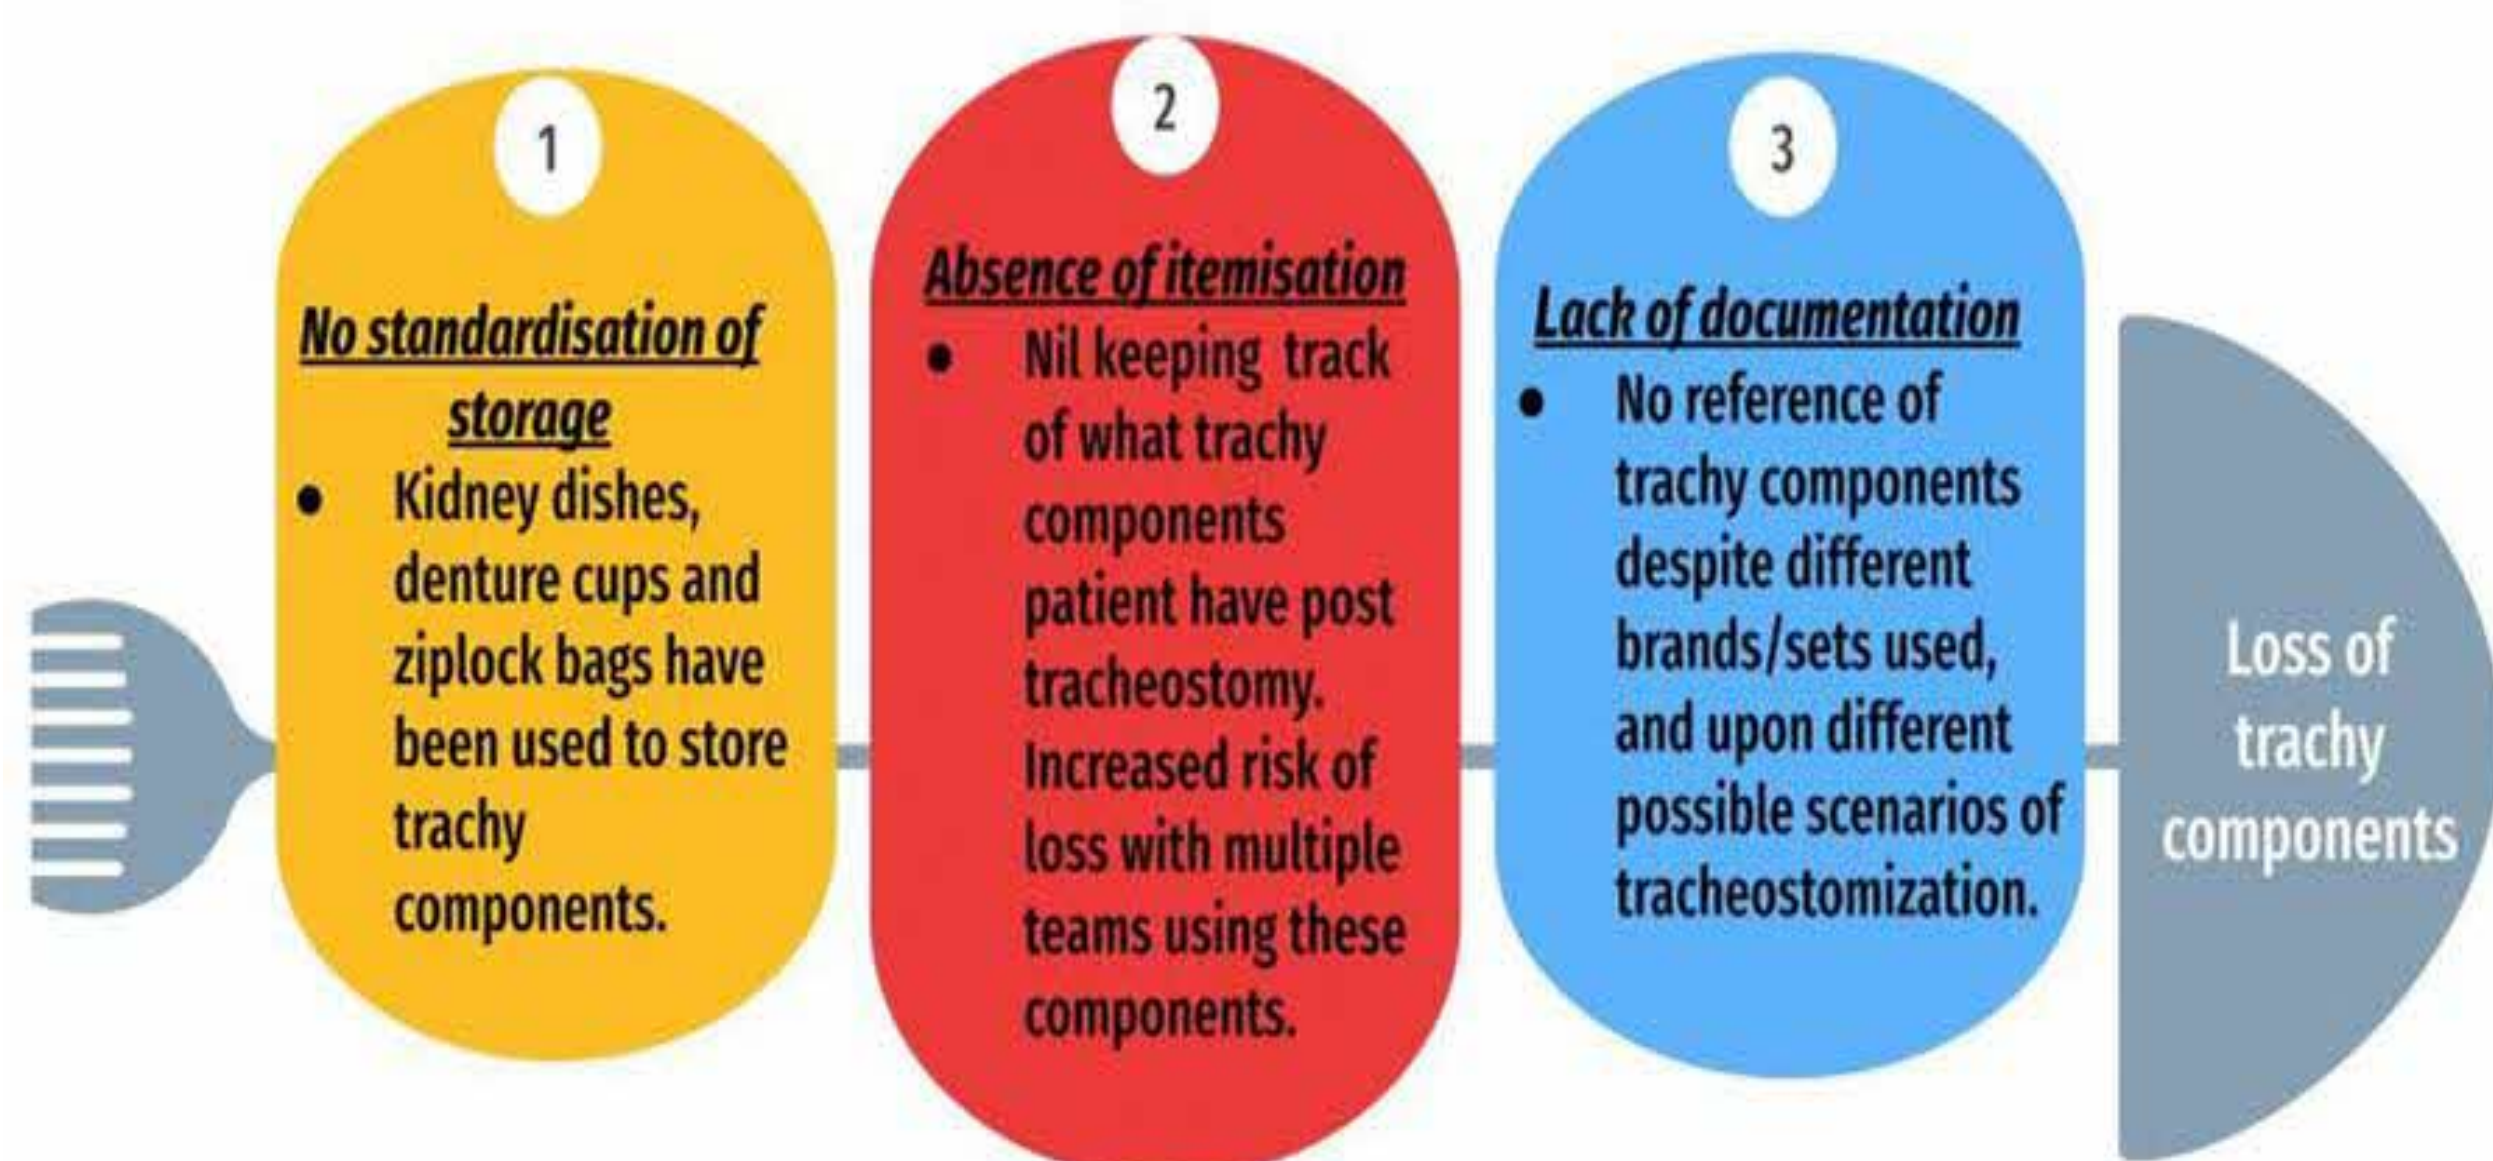 1
No standardisation of
storage
● Kidney dishes,
denture cups and
ziplock bags have
been used to store
trachy
components.
2
Absence of itemisation
● Nil keeping track
of what trachy
components
patient have post
tracheostomy.
Increased risk of
loss with multiple
teams using these
components.
3
Lack of documentation
● No reference of
trachy components
despite different
brands/sets used,
and upon different
possible scenarios of
tracheostomization.
Loss of
trachy
components